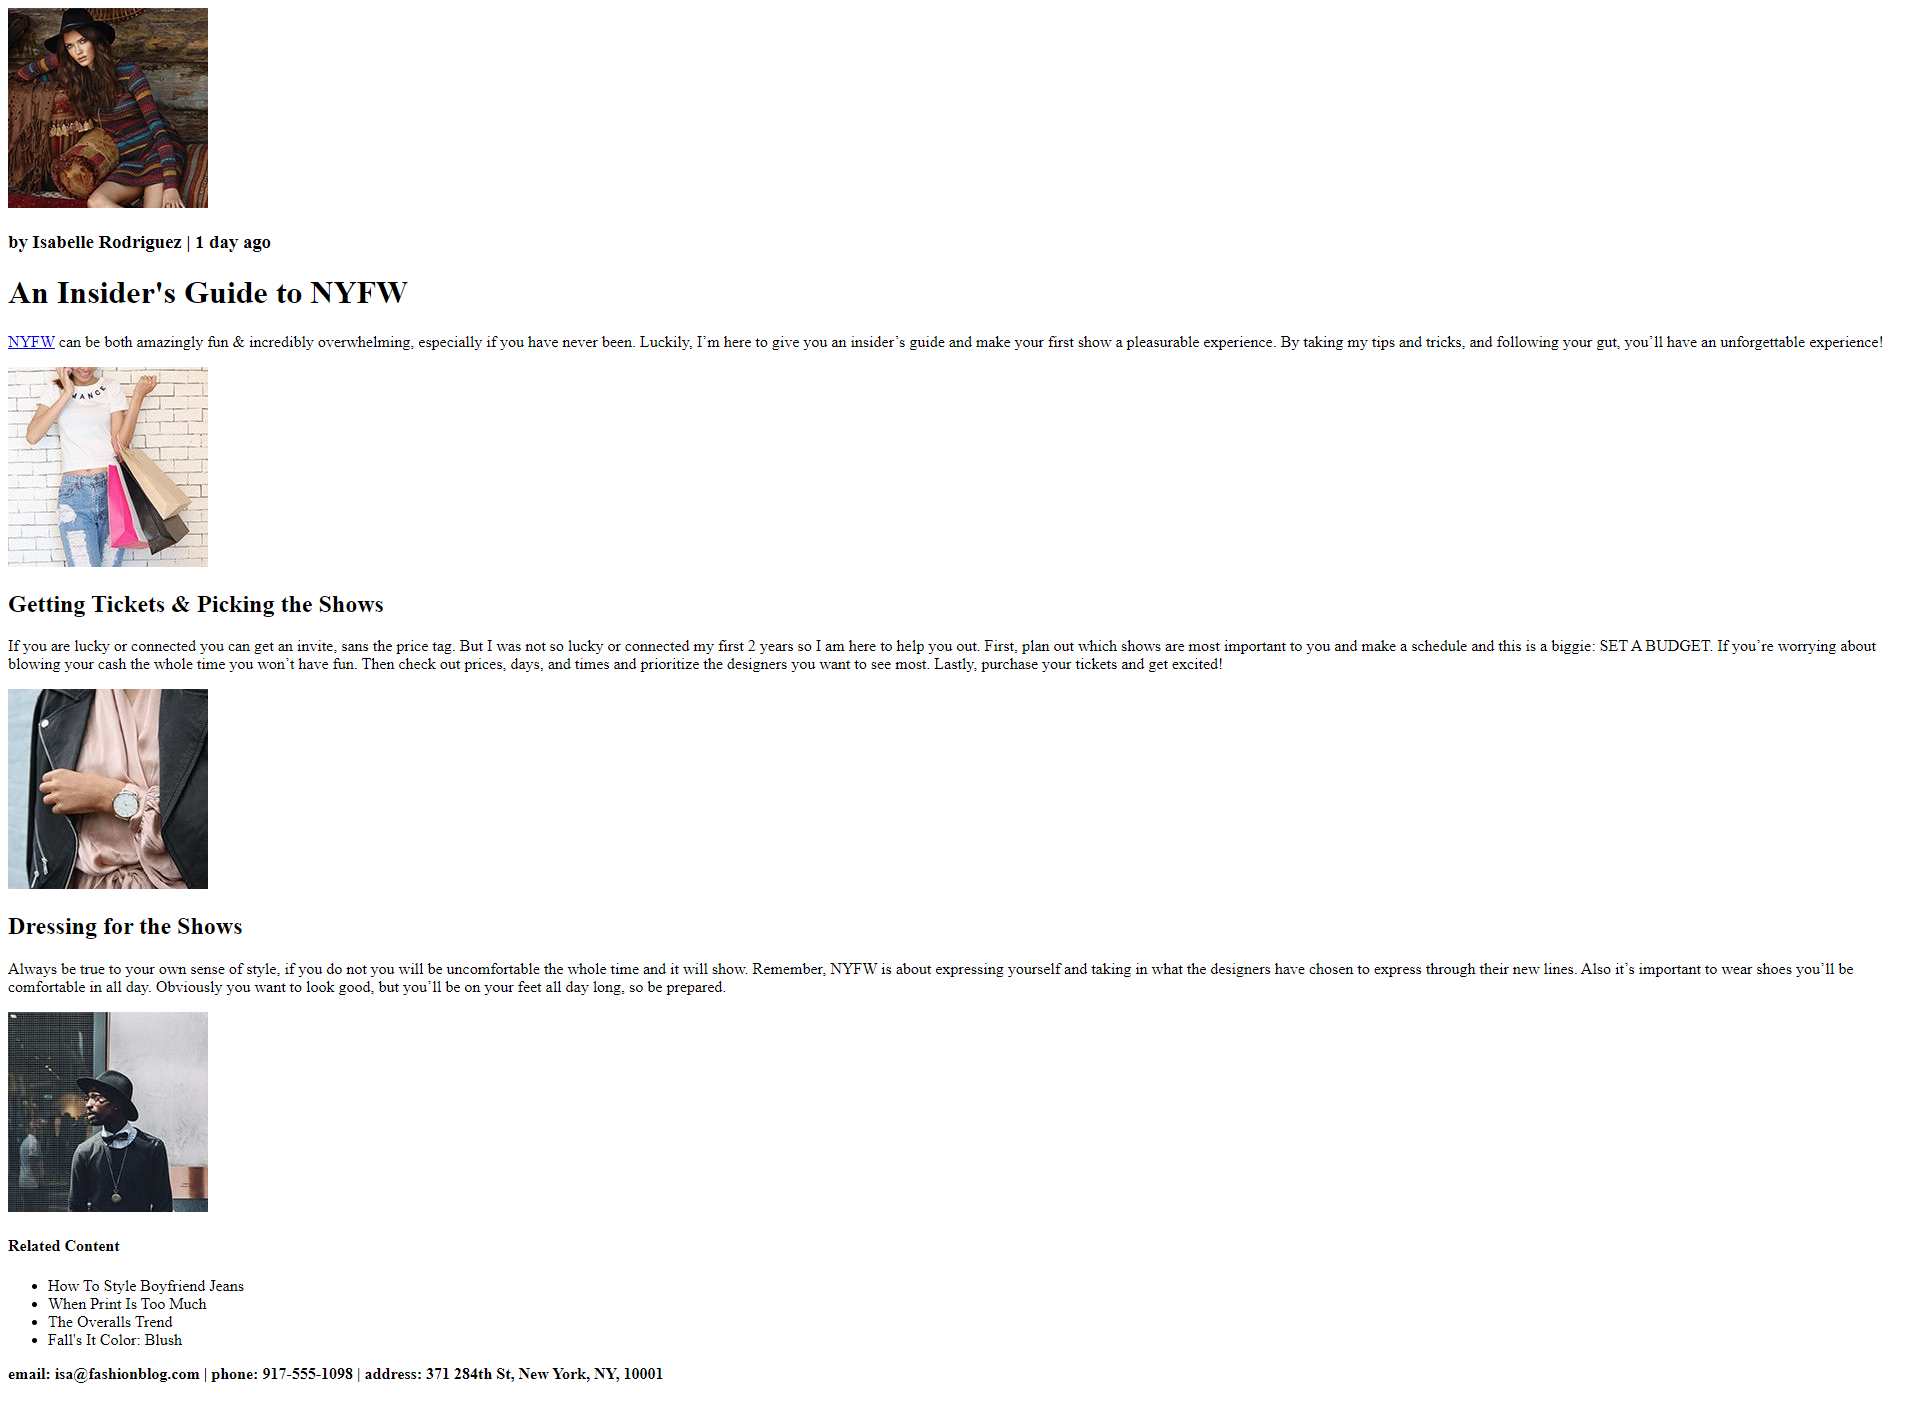 by Isabelle Rodriguez | 1 day ago
An Insider's Guide to NYFW
NYFW can be both amazingly fun & incredibly overwhelming, especially if you have never been. Luckily, I’m here to give you an insider’s guide and make your first show a pleasurable experience. By taking my tips and tricks, and following your gut, you’ll have an unforgettable experience!
MANCE
Getting Tickets & Picking the Shows
If you are lucky or connected you can get an invite, sans the price tag. But I was not so lucky or connected my first 2 years so I am here to help you out. First, plan out which shows are most important to you and make a schedule and this is a biggie: SET A BUDGET. If you’re worrying about
blowing your cash the whole time you won’t have fun. Then check out prices, days, and times and prioritize the designers you want to see most. Lastly, purchase your tickets and get excited!
Dressing for the Shows
Always be true to your own sense of style, if you do not you will be uncomfortable the whole time and it will show. Remember, NYFW is about expressing yourself and taking in what the designers have chosen to express through their new lines. Also it’s important to wear shoes you’ll be
comfortable in all day. Obviously you want to look good, but you’ll be on your feet all day long, so be prepared.
Related Content
• How To Style Boyfriend Jeans
• When Print Is Too Much
• The Overalls Trend
• Fall's It Color: Blush
email: isa@fashionblog.com | phone: 917-555-1098 | address: 371 284th St, New York, NY, 10001